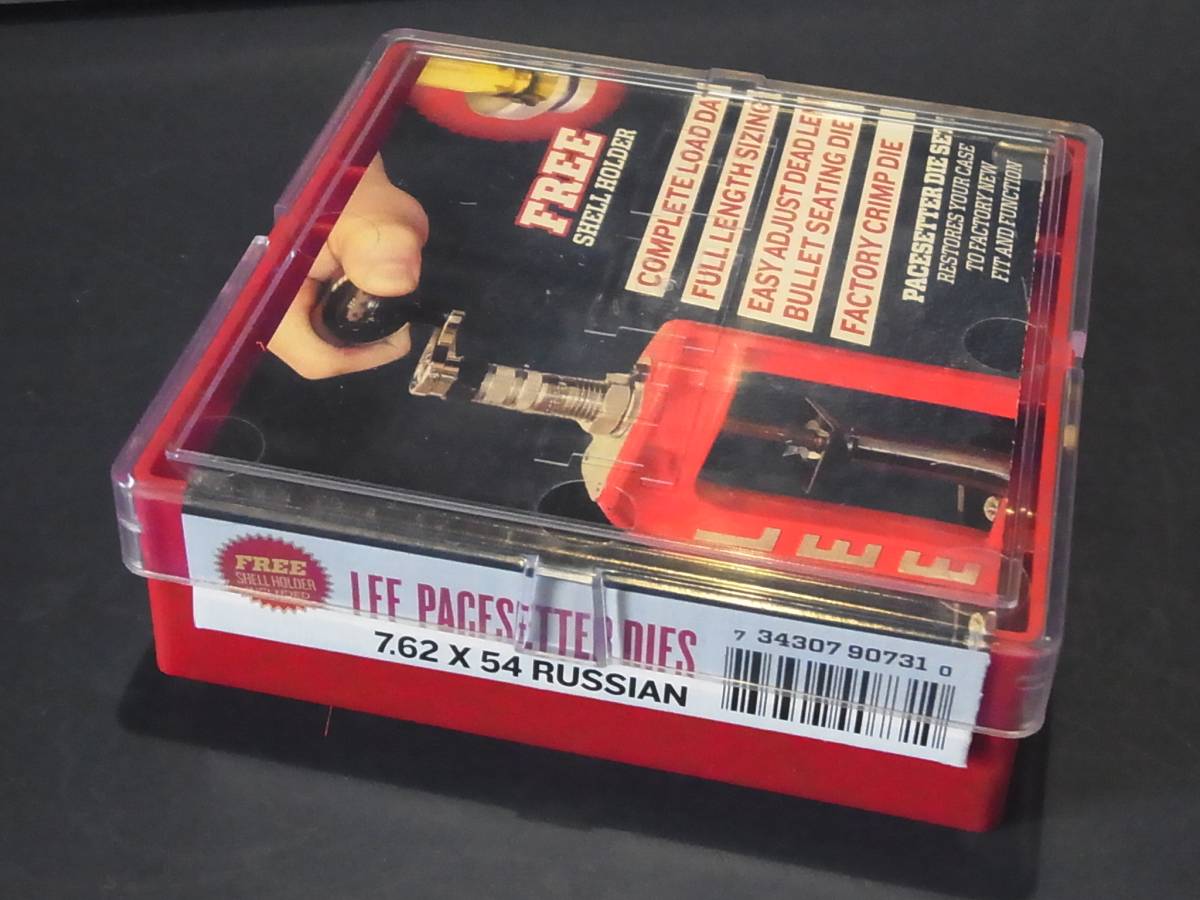 FREE
SHELL HOLDER
COMPLETE LOAD DA
FULL LENGTH SIZING
EASY ADJUST DEAD LE
BULLET SEATING DIE
FACTORY CRIMP DIE
PACESETTER DIE SET
RESTORES YOUR CASE
TO FACTORY NEW
FIT AND FUNCTION
LEE
FREE
SHELL HOLDER
INCLUDED
LEE PACESETTER DIES
7.62 X 54 RUSSIAN
7 34307 90731 0